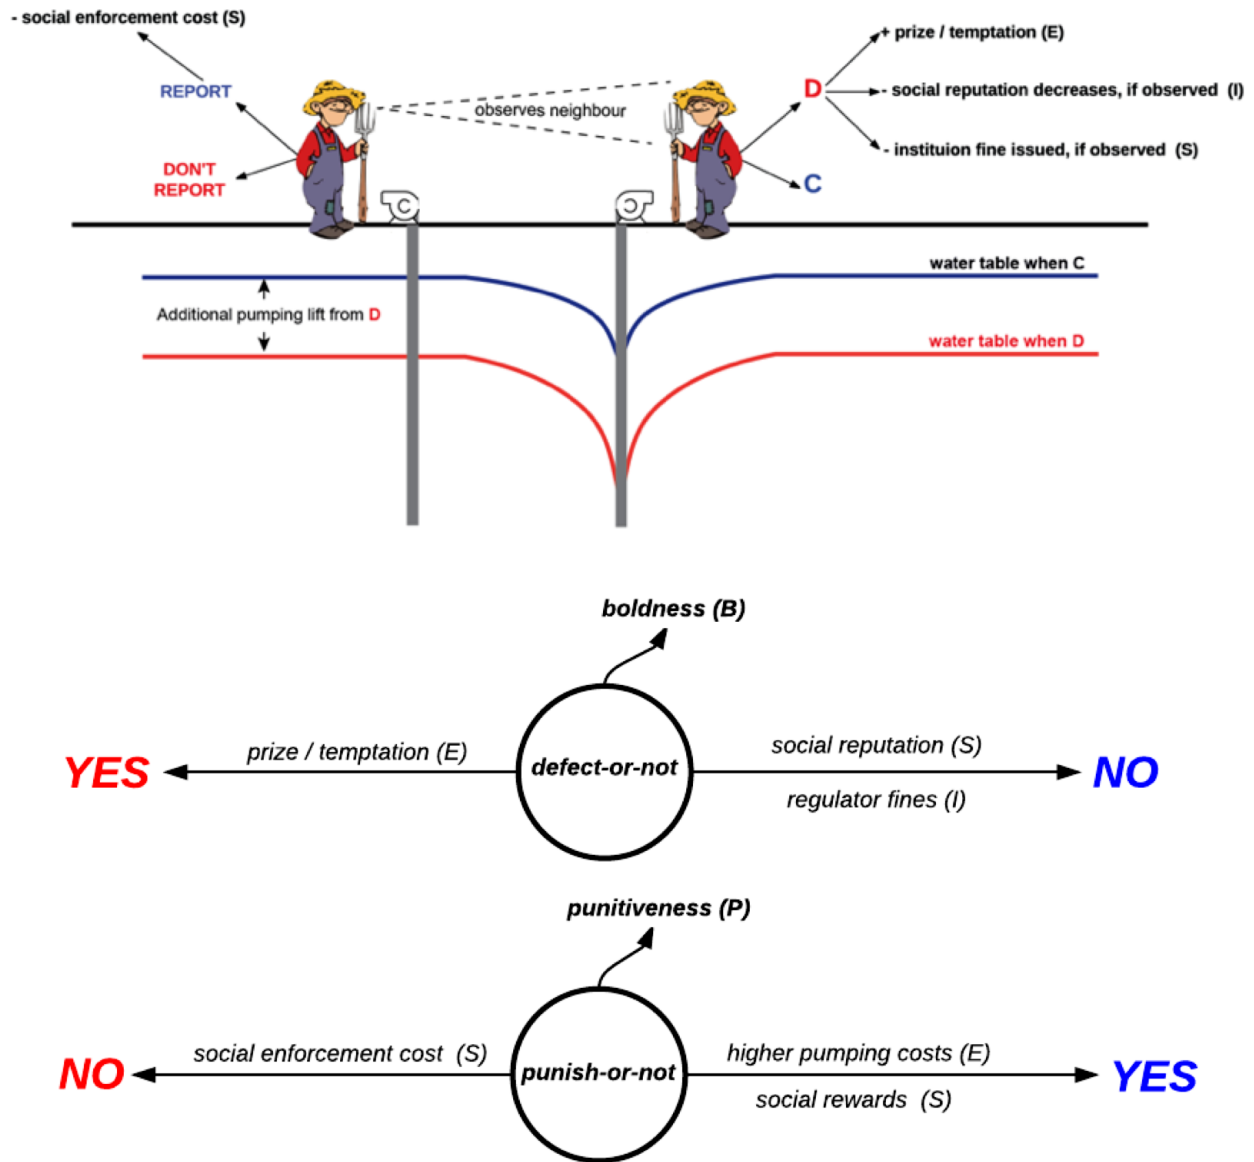 - social enforcement cost (S)
+ prize / temptation (E)
REPORT
observes neighbour
D
- social reputation decreases, if observed (I)
- instituion fine issued, if observed (S)
DON'T
REPORT
C
water table when C
Additional pumping lift from D
water table when D
boldness (B)
prize / temptation (E)
social reputation (S)
YES
defect-or-not
NO
regulator fines (I)
punitiveness (P)
social enforcement cost (S)
higher pumping costs (E)
NO
punish-or-not
YES
social rewards (S)